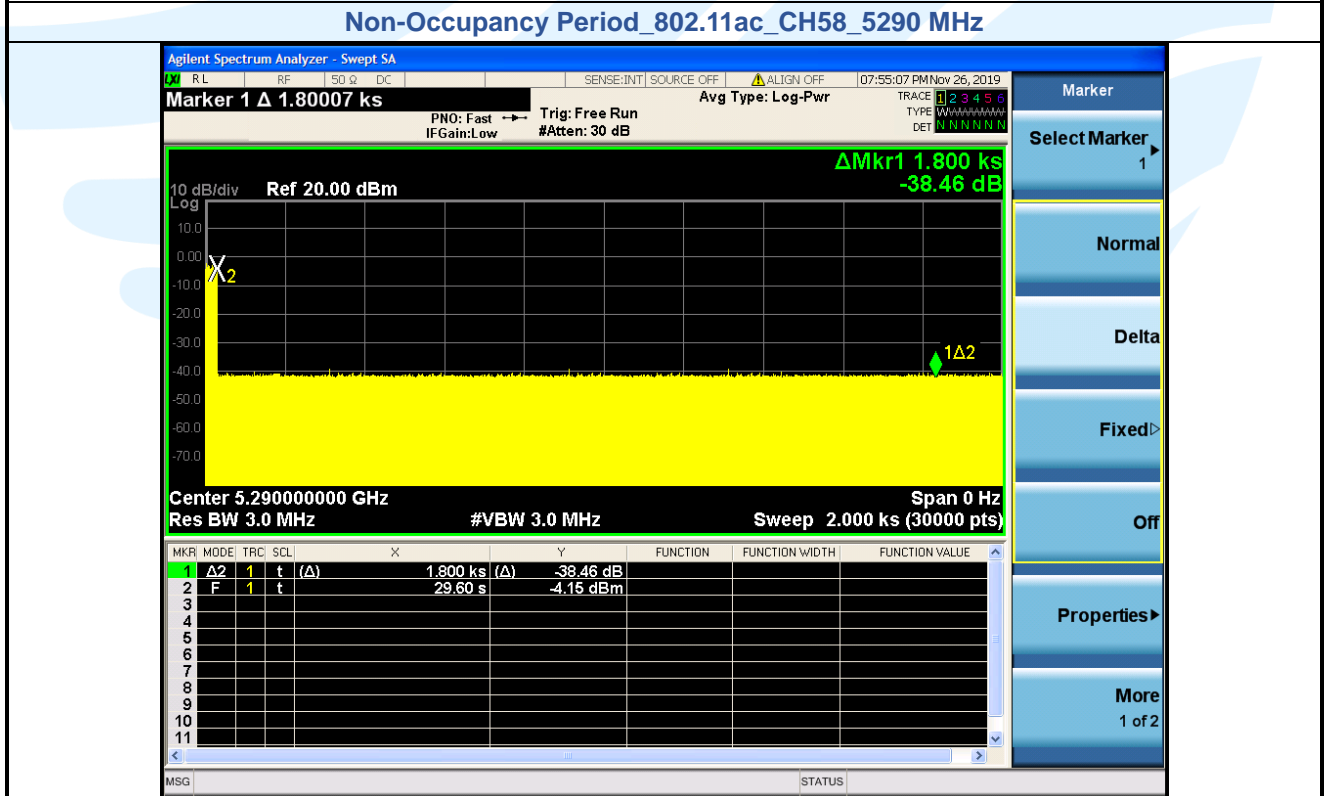 Non-Occupancy Period_802.11ac_CH58_5290 MHz
Agilent Spectrum Analyzer - Swept SA
LXI RL RF 50 Ω DC SENSE:INT SOURCE OFF ALIGN OFF 07:55:07 PM Nov 26, 2019
Marker 1 Δ 1.80007 ks
PNO: Fast
IFGain:Low
Trig: Free Run
#Atten: 30 dB
Avg Type: Log-Pwr
TRACE 1 2 3 4 5 6
TYPE WWWWWW
DET N N N N N N
ΔMkr1 1.800 ks
-38.46 dB
10 dB/div Ref 20.00 dBm
Log
10.0
0.00
-10.0
-20.0
-30.0
-40.0
-50.0
-60.0
-70.0
X2
1Δ2
Center 5.290000000 GHz Span 0 Hz
Res BW 3.0 MHz #VBW 3.0 MHz Sweep 2.000 ks (30000 pts)
MKR MODE TRC SCL X Y FUNCTION FUNCTION WIDTH FUNCTION VALUE
1 Δ2 1 t (Δ) 1.800 ks (Δ) -38.46 dB
2 F 1 t 29.60 s -4.15 dBm
3
4
5
6
7
8
9
10
11
MSG STATUS
Marker
Select Marker
1
Normal
Delta
Fixed
Off
Properties
More
1 of 2